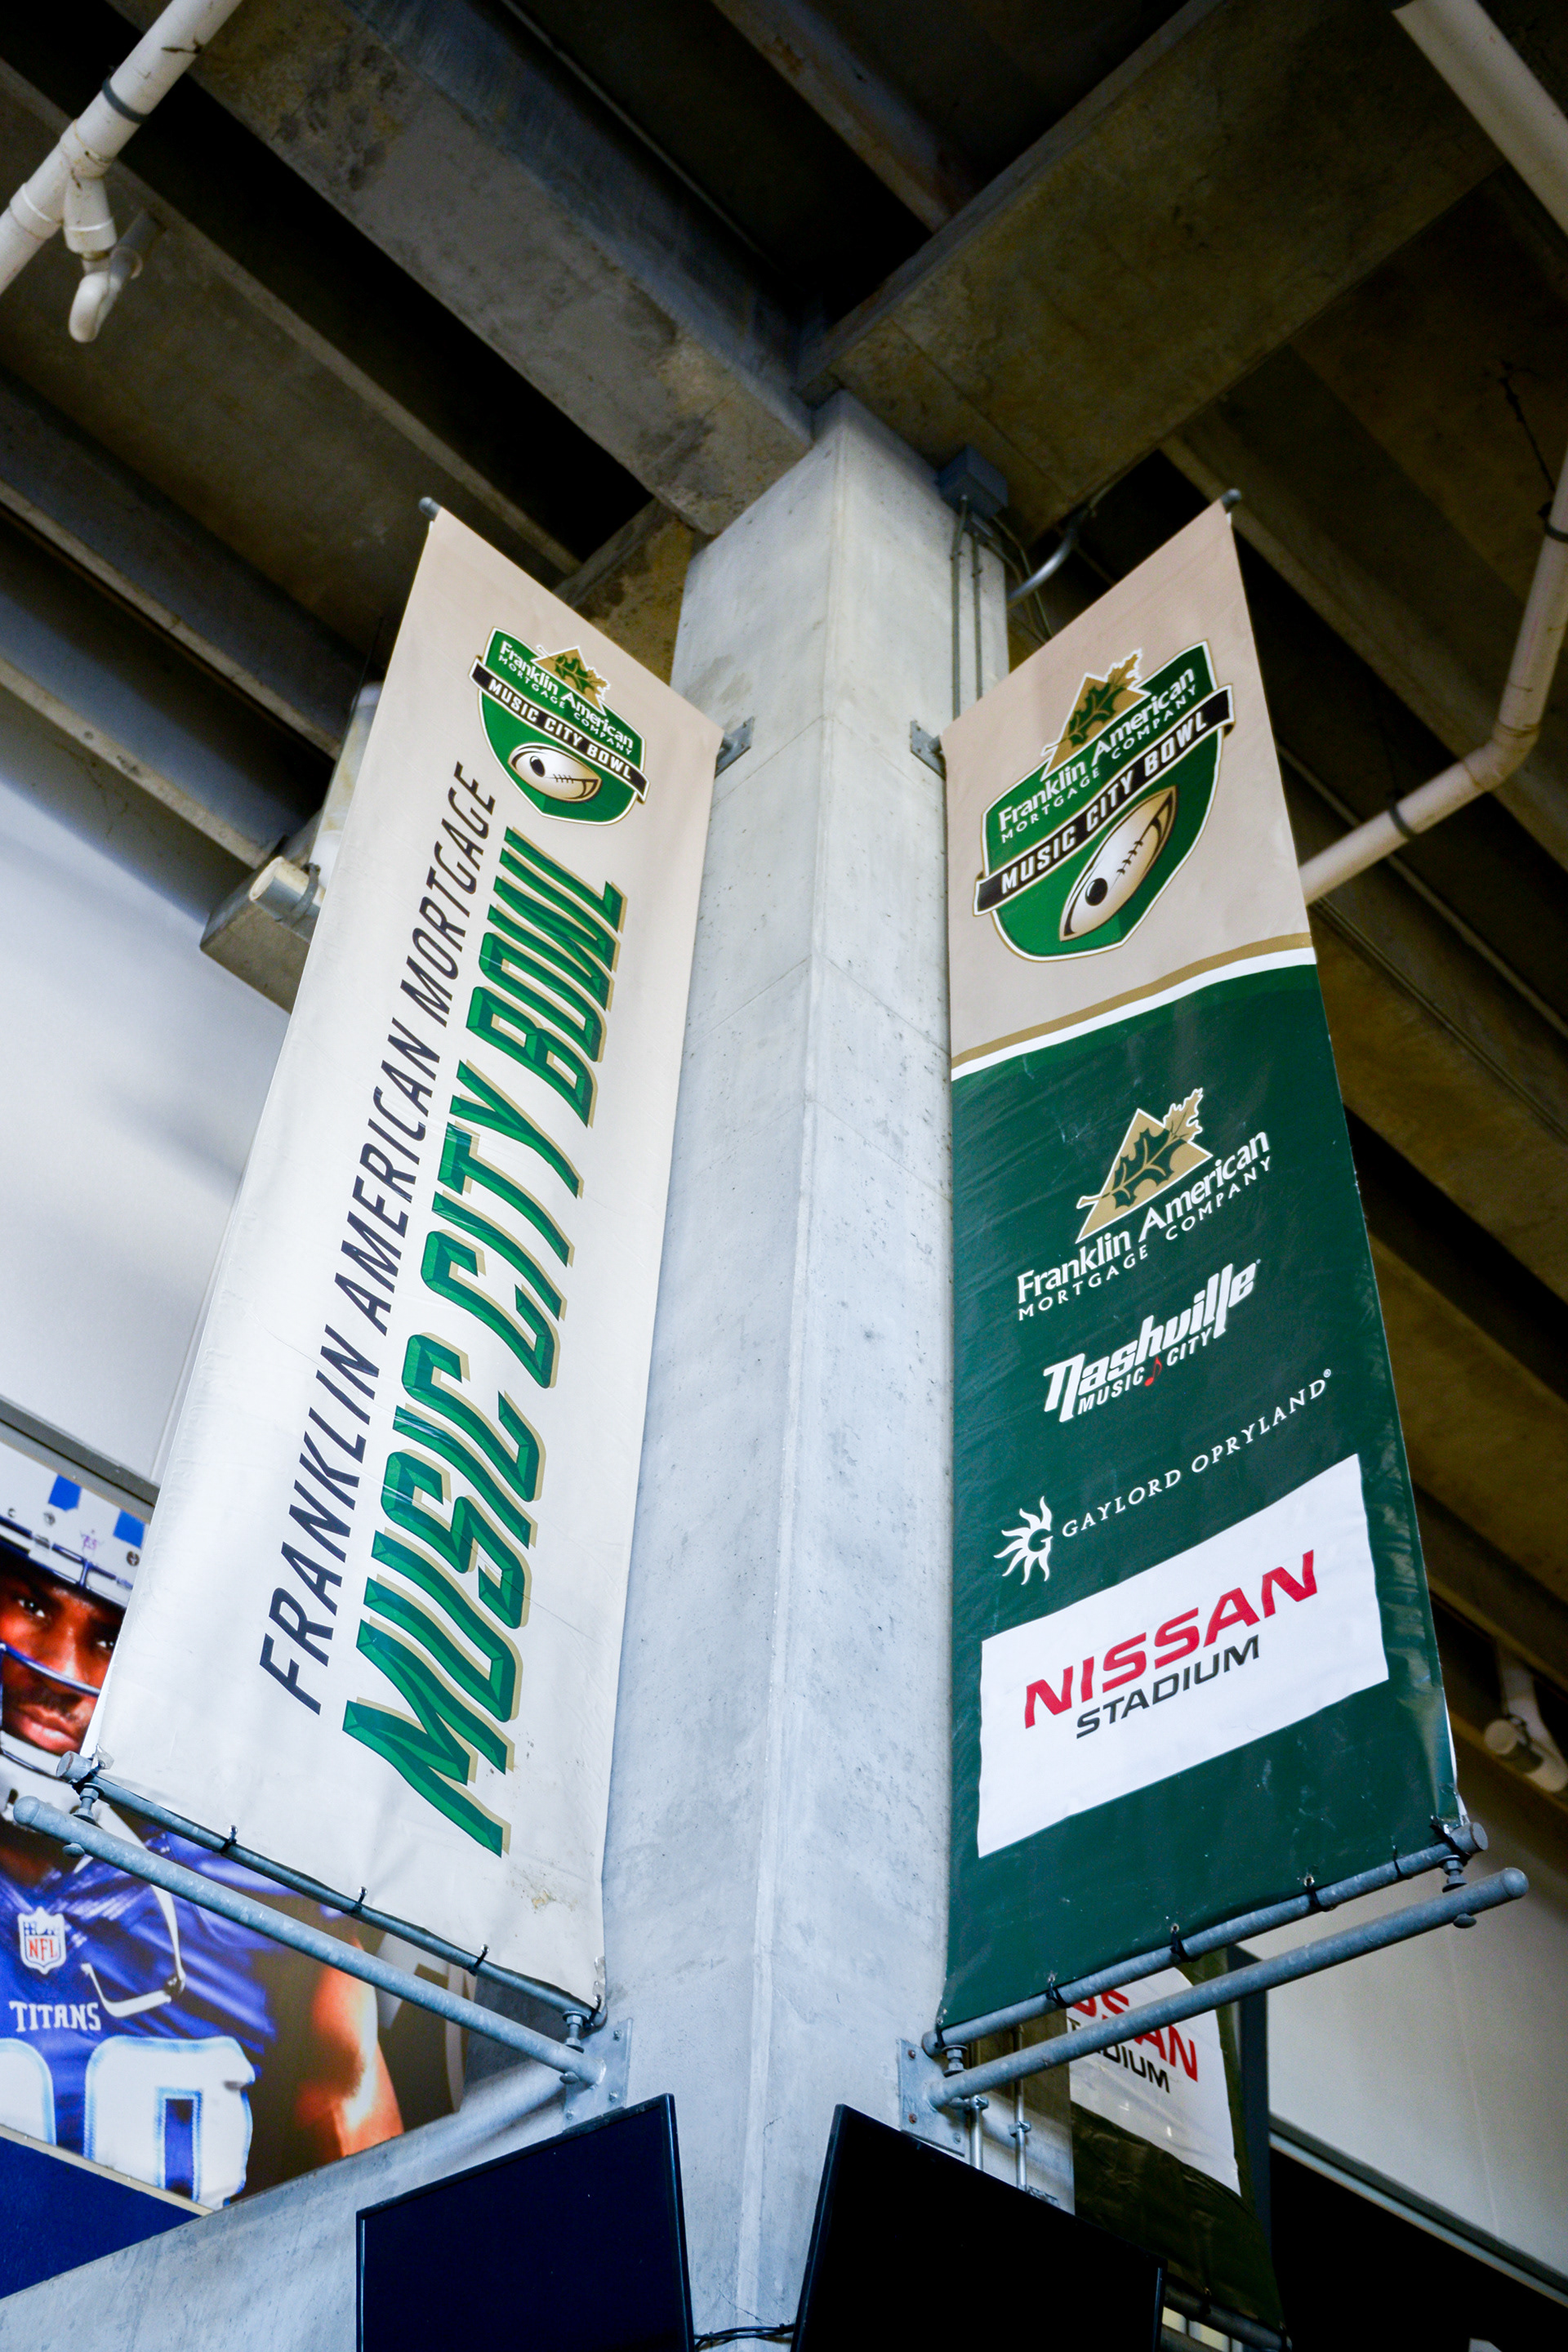 Franklin American
MORTGAGE COMPANY
MUSIC CITY BOWL
FRANKLIN AMERICAN MORTGAGE
MUSIC CITY BOWL
Franklin American
MORTGAGE COMPANY
MUSIC CITY BOWL
Franklin American
MORTGAGE COMPANY
Nashville
MUSIC CITY
G GAYLORD OPRYLAND®
NISSAN
STADIUM
NFL
TITANS